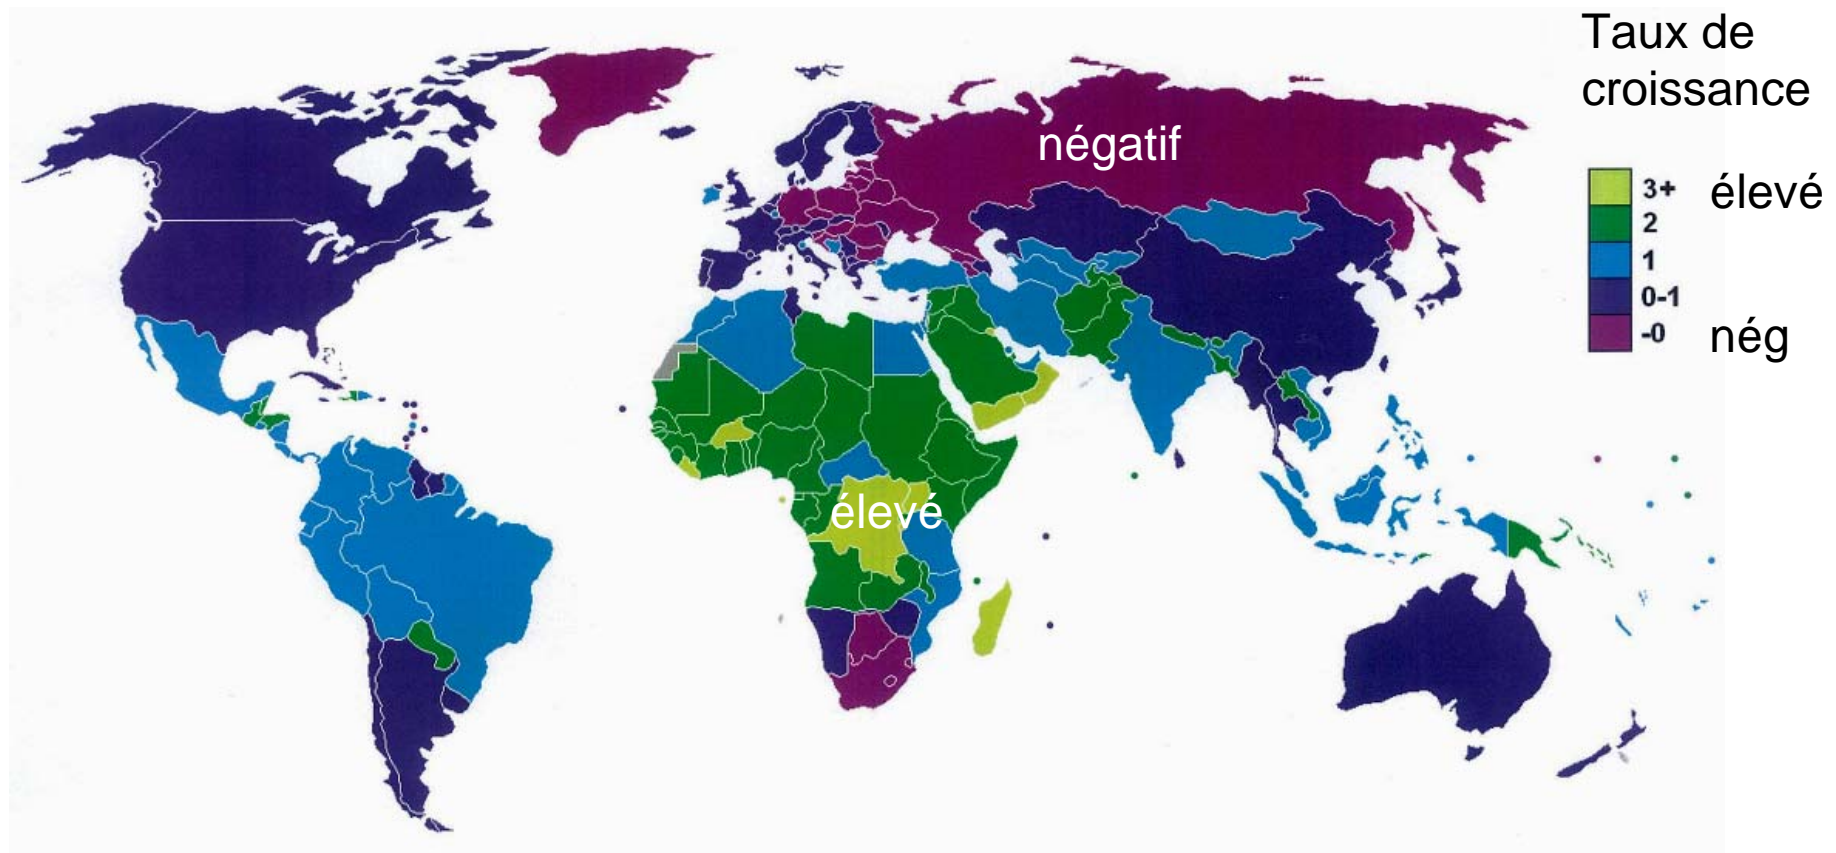 Taux de
croissance
négatif
3+ élevé
2
1
0-1
-0 nég
élevé